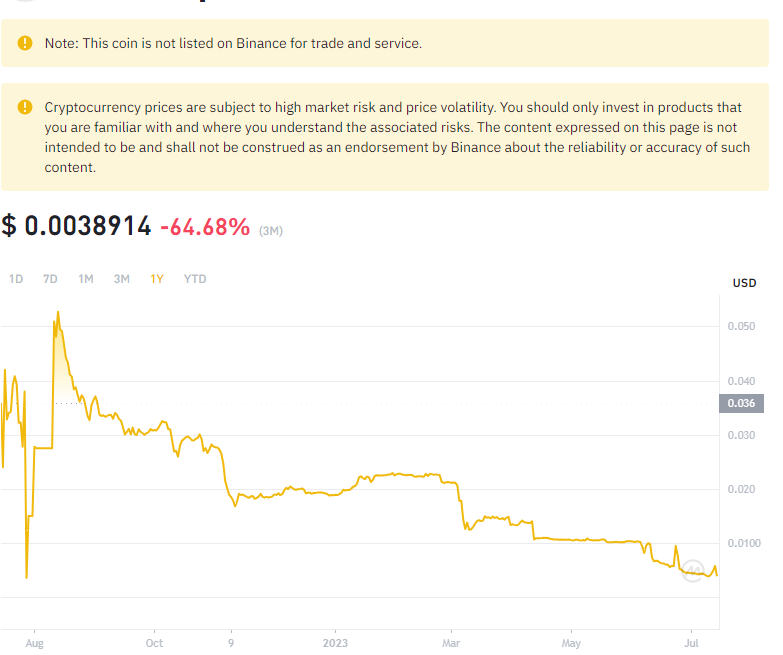 Note: This coin is not listed on Binance for trade and service.
Cryptocurrency prices are subject to high market risk and price volatility. You should only invest in products that
you are familiar with and where you understand the associated risks. The content expressed on this page is not
intended to be and shall not be construed as an endorsement by Binance about the reliability or accuracy of such
content.
$ 0.0038914 -64.68% (3M)
1D 7D 1M 3M 1Y YTD
USD
0.050
0.040
0.036
0.030
0.020
0.0100
Aug Oct 9 2023 Mar May Jul